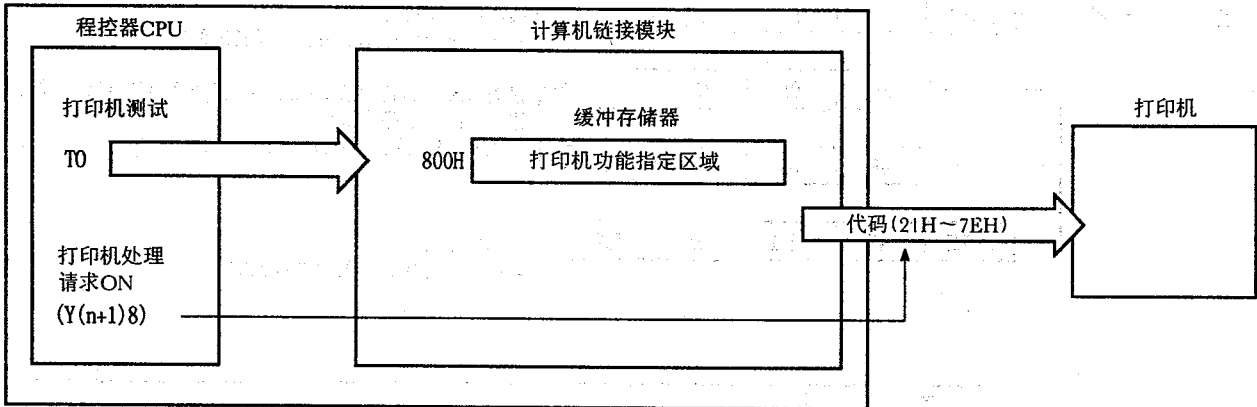 程控器CPU
计算机链接模块
打印机测试
缓冲存储器
打印机
TO
800H
打印机功能指定区域
代码(21H～7EH)
打印机处理
请求ON
(Y(n+1)8)